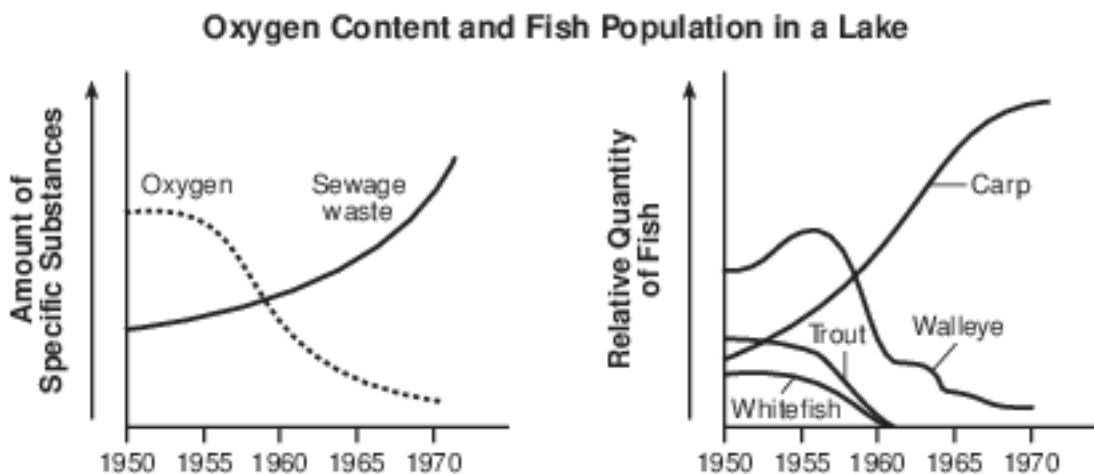 Oxygen Content and Fish Population in a Lake
Amount of
Specific Substances
Oxygen
Sewage
waste
1950 1955 1960 1965 1970
Relative Quantity
of Fish
Carp
Trout
Walleye
Whitefish
1950 1955 1960 1965 1970